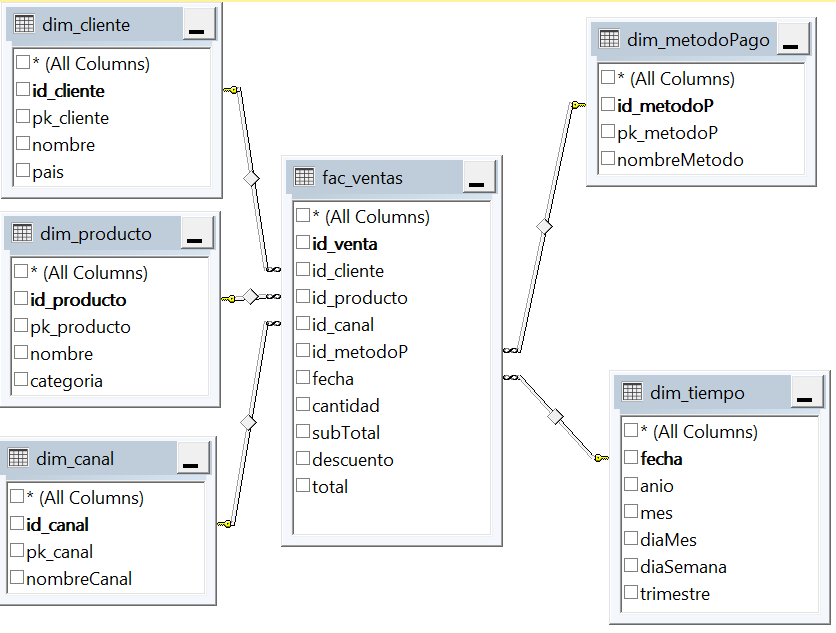 dim_cliente
* (All Columns)
id_cliente
pk_cliente
nombre
pais
dim_producto
* (All Columns)
id_producto
pk_producto
nombre
categoria
dim_canal
* (All Columns)
id_canal
pk_canal
nombreCanal
fac_ventas
* (All Columns)
id_venta
id_cliente
id_producto
id_canal
id_metodoP
fecha
cantidad
subTotal
descuento
total
dim_metodoPago
* (All Columns)
id_metodoP
pk_metodoP
nombreMetodo
dim_tiempo
* (All Columns)
fecha
anio
mes
diaMes
diaSemana
trimestre